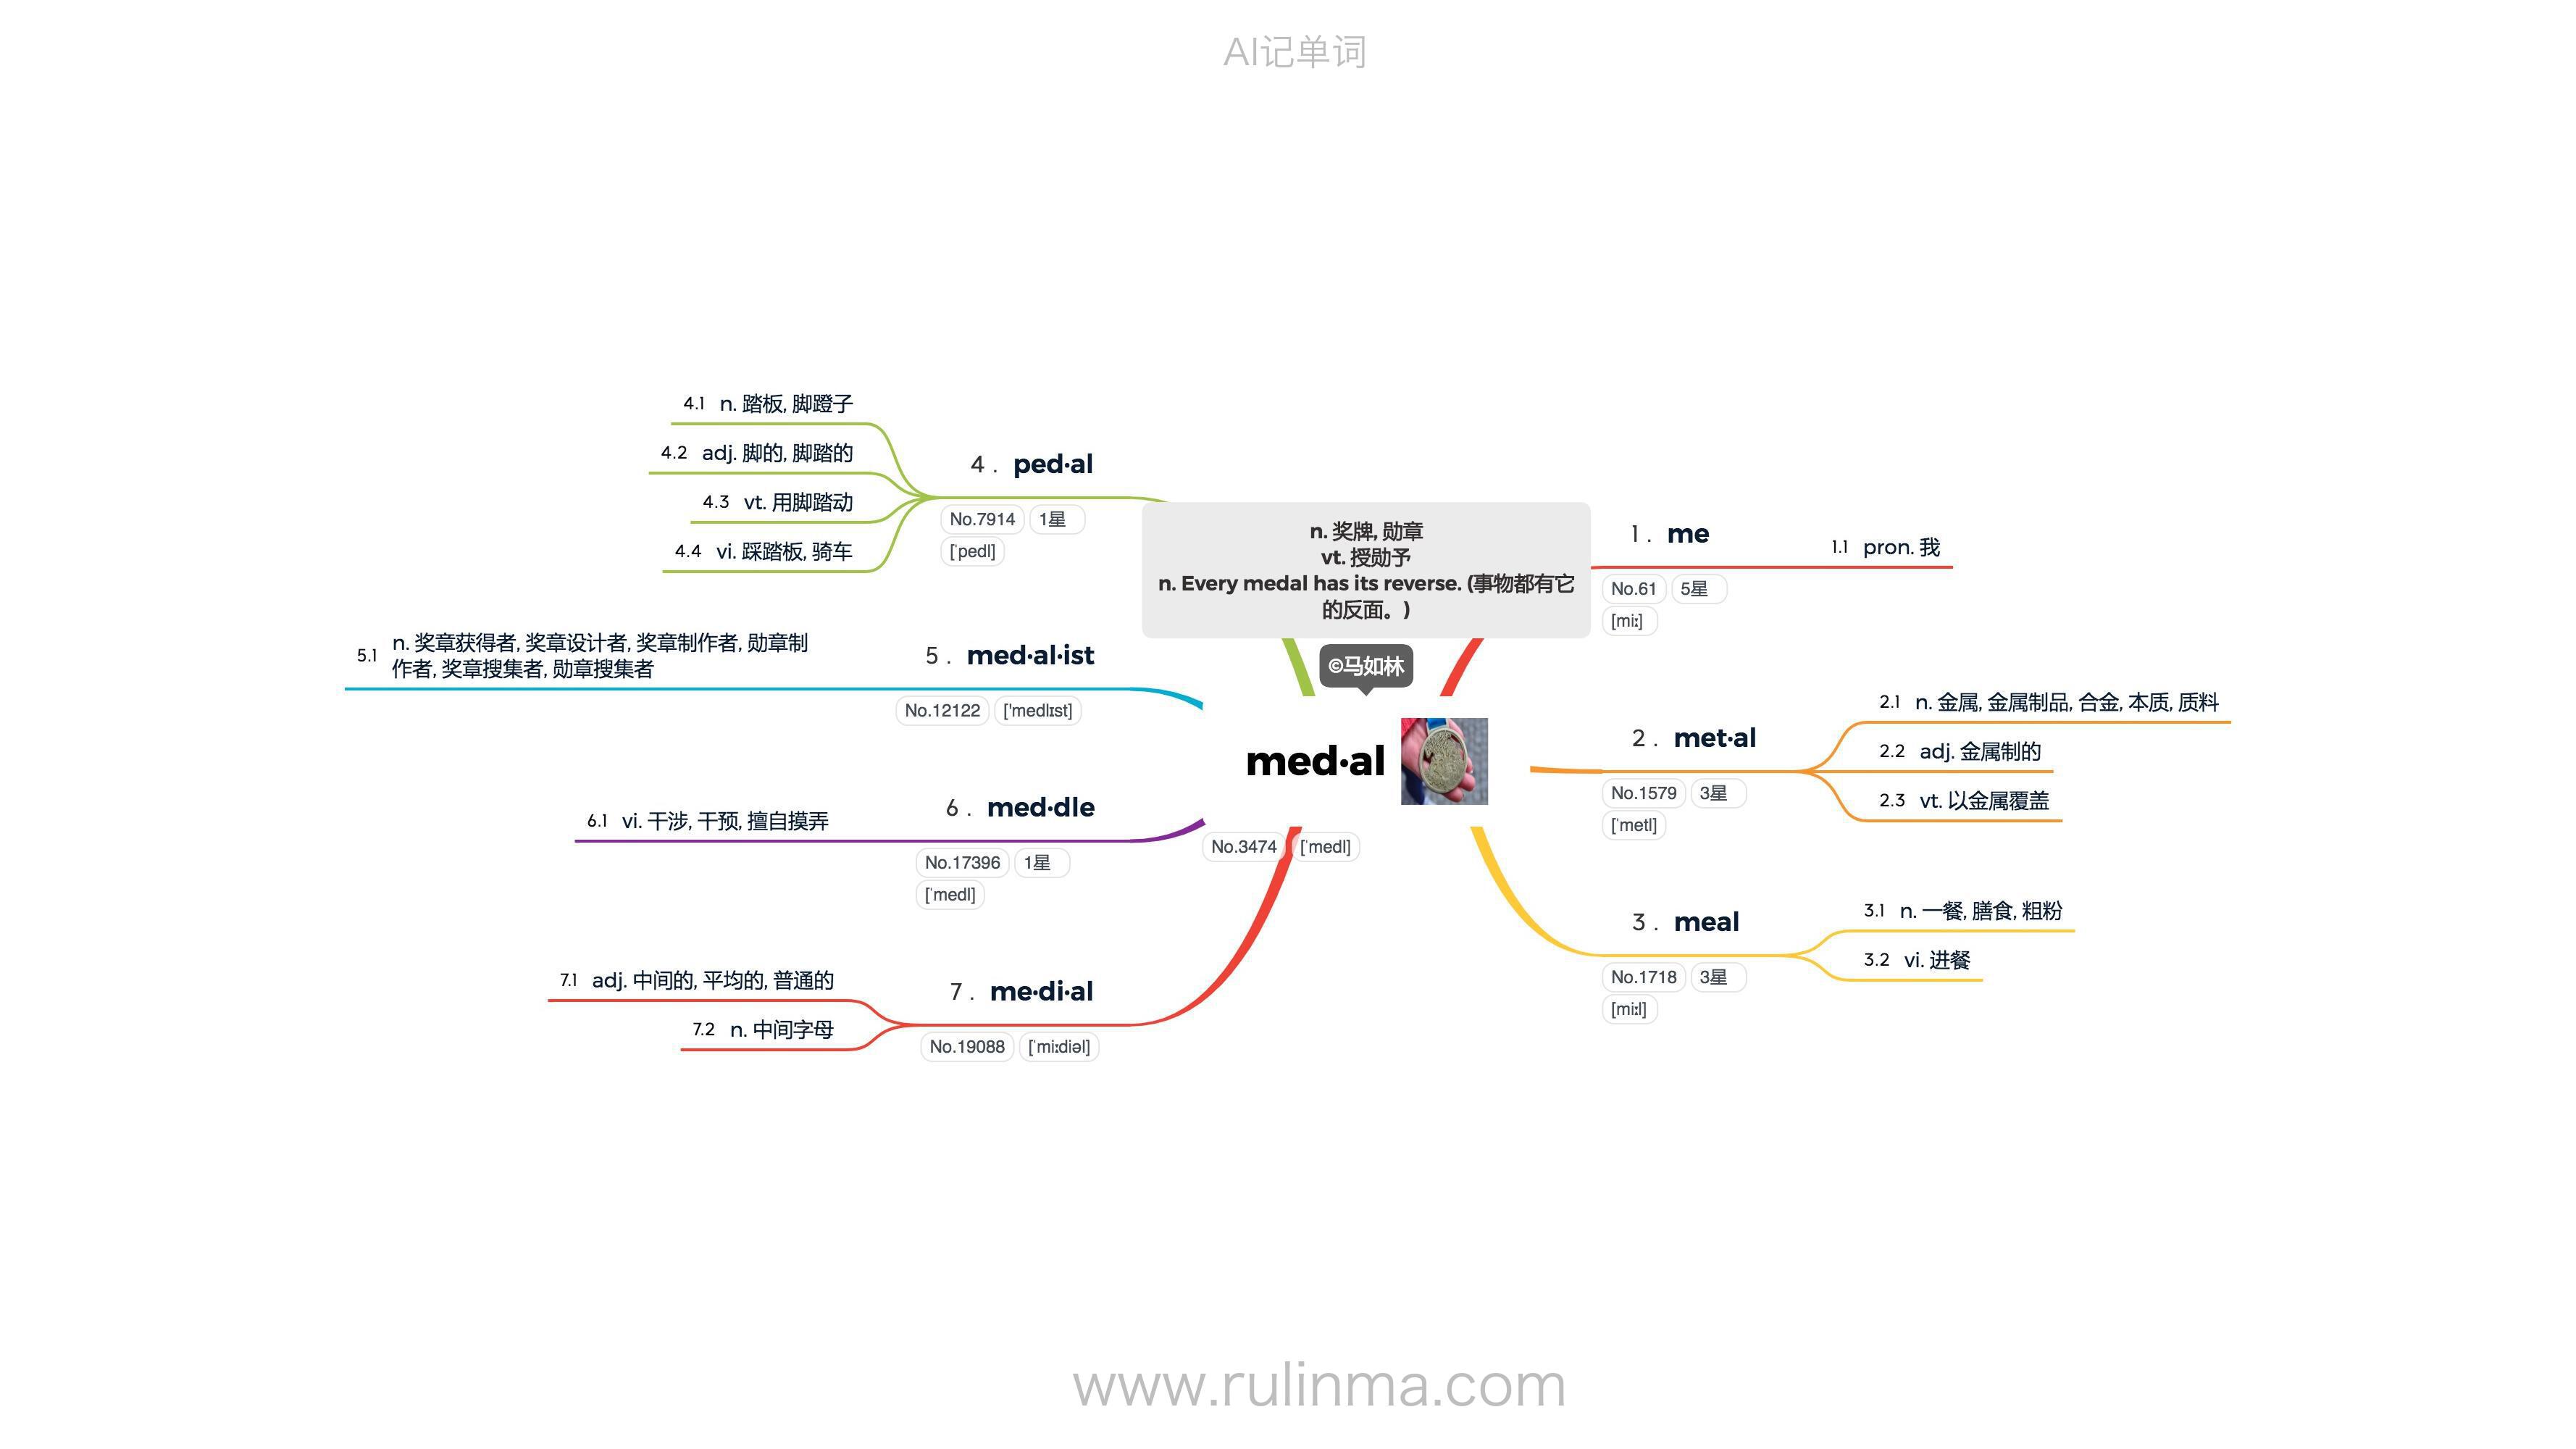 AI记单词
n. 奖牌, 勋章
vt. 授勋予
n. Every medal has its reverse. (事物都有它
的反面。)
©马如林
med·al
No.3474 [ˈmedl]
1 . me
No.61 5星
[miː]
1.1 pron. 我
2 . met·al
No.1579 3星
[ˈmetl]
2.1 n. 金属, 金属制品, 合金, 本质, 质料
2.2 adj. 金属制的
2.3 vt. 以金属覆盖
3 . meal
No.1718 3星
[miːl]
3.1 n. 一餐, 膳食, 粗粉
3.2 vi. 进餐
4 . ped·al
No.7914 1星
[ˈpedl]
4.1 n. 踏板, 脚蹬子
4.2 adj. 脚的, 脚踏的
4.3 vt. 用脚踏动
4.4 vi. 踩踏板, 骑车
5 . med·al·ist
No.12122 ['medlɪst]
5.1 n. 奖章获得者, 奖章设计者, 奖章制作者, 勋章制
作者, 奖章搜集者, 勋章搜集者
6 . med·dle
No.17396 1星
[ˈmedl]
6.1 vi. 干涉, 干预, 擅自摸弄
7 . me·di·al
No.19088 [ˈmiːdiəl]
7.1 adj. 中间的, 平均的, 普通的
7.2 n. 中间字母
www.rulinma.com